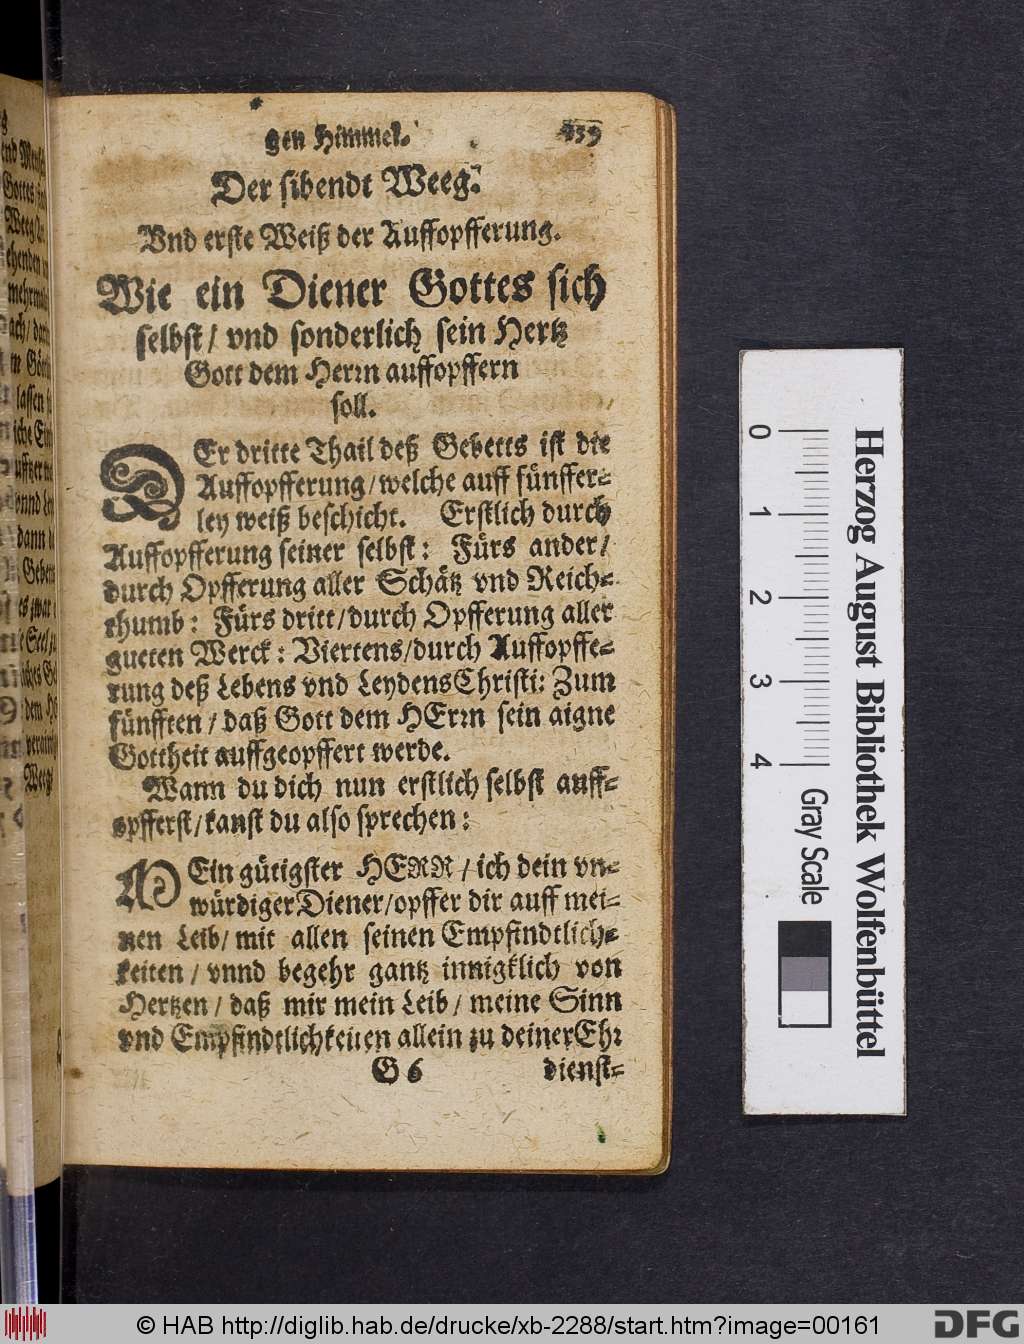 gen Himmel.
139
Der sibendt Weeg.
Vnd erste Weiß der Auffopfferung.
Wie ein Diener Gottes sich
selbst / vnd sonderlich sein Hertz
Gott dem Herrn auffopffern
soll.
DEr dritte Thail deß Gebetts ist die
Auffopfferung / welche auff fünffer-
ley weiß beschicht. Erstlich durch
Auffopfferung seiner selbst: Fürs ander /
durch Opfferung aller Schätz vnd Reich-
thumb: Fürs dritt / durch Opfferung aller
gueten Werck: Viertens / durch Auffopffe-
rung deß Lebens vnd Leydens Christi: Zum
fünfften / daß Gott dem HErrn sein aigne
Gottheit auffgeopffert werde.
Wann du dich nun erstlich selbst auff-
opfferst / kanst du also sprechen:
MEin gütigster HERR / ich dein vn-
würdiger Diener / opffer dir auff mei-
nen Leib / mit allen seinen Empfindtlich-
keiten / vnnd begehr gantz innigklich von
Hertzen / daß mir mein Leib / meine Sinn
vnd Empfindtlichkeiten allein zu deiner Ehr
G 6
dienst-
Herzog August Bibliothek Wolfenbüttel
0 1 2 3 4
Gray Scale
© HAB http://diglib.hab.de/drucke/xb-2288/start.htm?image=00161
DFG